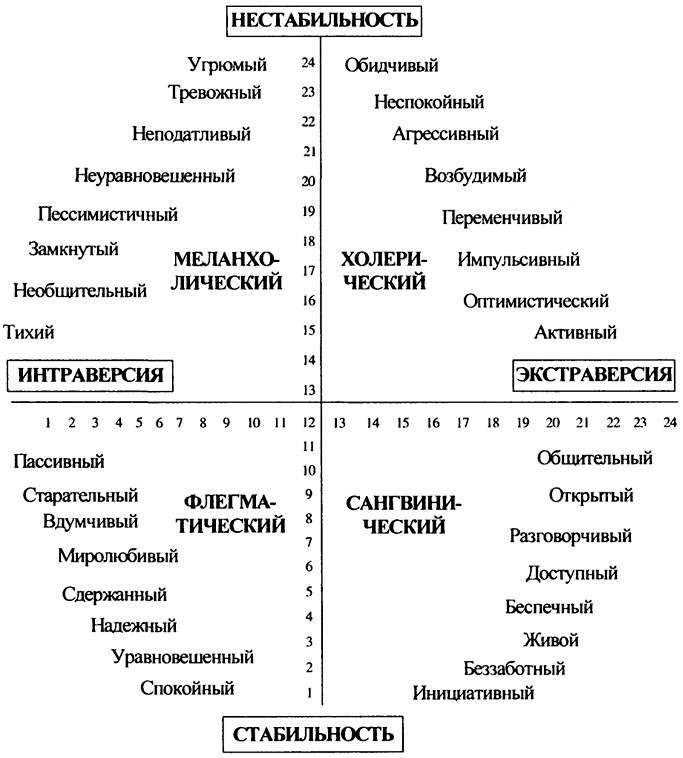 НЕСТАБИЛЬНОСТЬ
Угрюмый 24 Обидчивый
Тревожный 23
Неспокойный
22
Неподатливый Агрессивный
21
Неуравновешенный 20 Возбудимый
Пессимистичный 19 Переменчивый
Замкнутый 18
МЕЛАНХО- ХОЛЕРИ- Импульсивный
17
ЛИЧЕСКИЙ ЧЕСКИЙ
Необщительный 16 Оптимистический
Тихий 15 Активный
14
ИНТРАВЕРСИЯ ЭКСТРАВЕРСИЯ
13
1 2 3 4 5 6 7 8 9 10 11 12 13 14 15 16 17 18 19 20 21 22 23 24
11
Пассивный Общительный
10
Старательный 9 Открытый
ФЛЕГМА- САНГВИНИ-
Вдумчивый 8
ТИЧЕСКИЙ ЧЕСКИЙ
7 Разговорчивый
Миролюбивый
6 Доступный
Сдержанный 5
Беспечный
Надежный 4
3 Живой
Уравновешенный
2 Беззаботный
Спокойный 1 Инициативный
СТАБИЛЬНОСТЬ